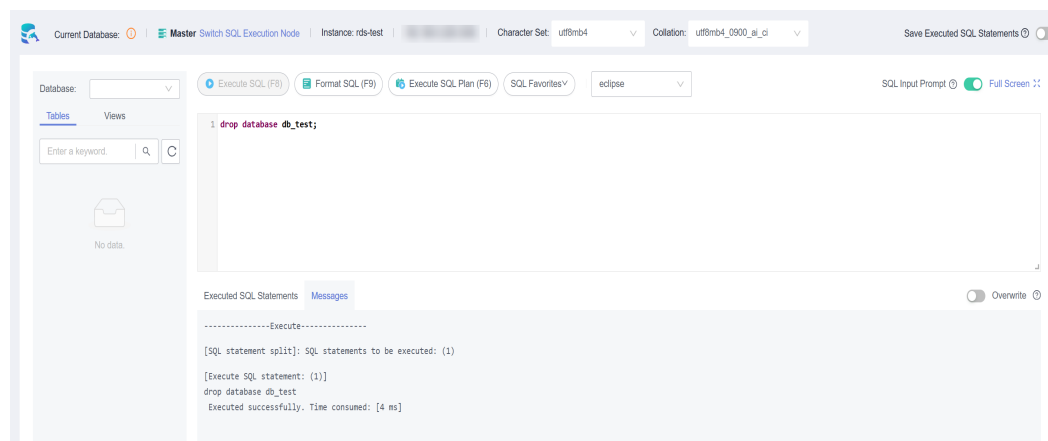 Current Database: Master Switch SQL Execution Node Instance: rds-test Character Set: utf8mb4 Collation: utf8mb4_0900_ai_ci Save Executed SQL Statements
Database: Execute SQL (F8) Format SQL (F9) Execute SQL Plan (F6) SQL Favorites eclipse SQL Input Prompt Full Screen
Tables Views
1 drop database db_test;
Enter a keyword.
No data.
Executed SQL Statements Messages Overwrite
---------------Execute---------------
[SQL statement split]: SQL statements to be executed: (1)
[Execute SQL statement: (1)]
drop database db_test
Executed successfully. Time consumed: [4 ms]